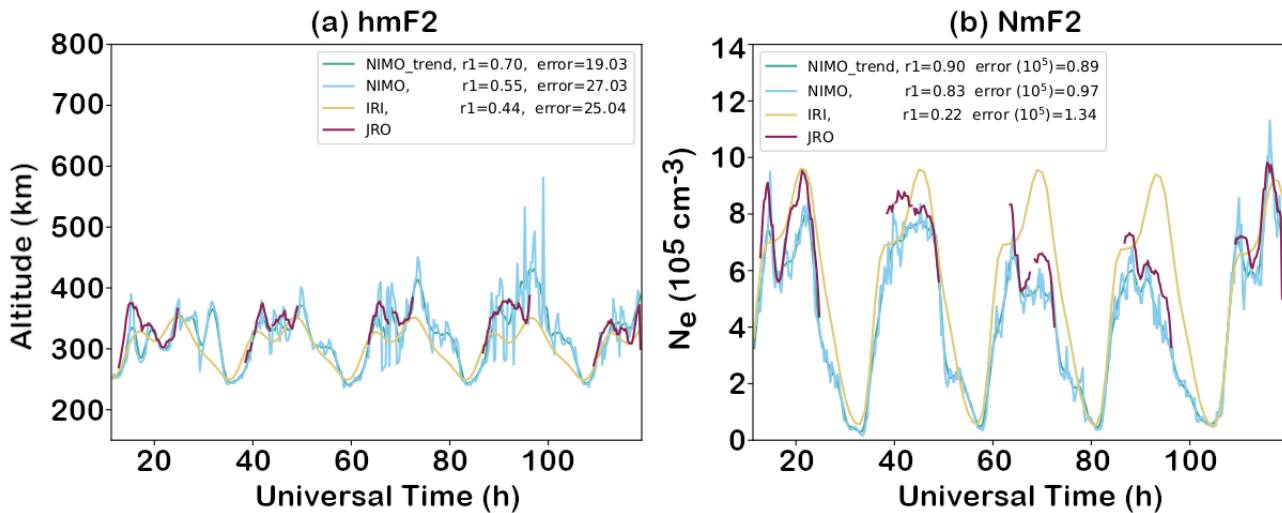 (a) hmF2
800
700
600
500
400
300
200
Altitude (km)
NIMO_trend, r1=0.70, error=19.03
NIMO, r1=0.55, error=27.03
IRI, r1=0.44, error=25.04
JRO
20 40 60 80 100
Universal Time (h)
(b) NmF2
14
12
10
8
6
4
2
0
Ne (10⁵ cm-3)
NIMO_trend, r1=0.90 error (10⁵)=0.89
NIMO, r1=0.83 error (10⁵)=0.97
IRI, r1=0.22 error (10⁵)=1.34
JRO
20 40 60 80 100
Universal Time (h)